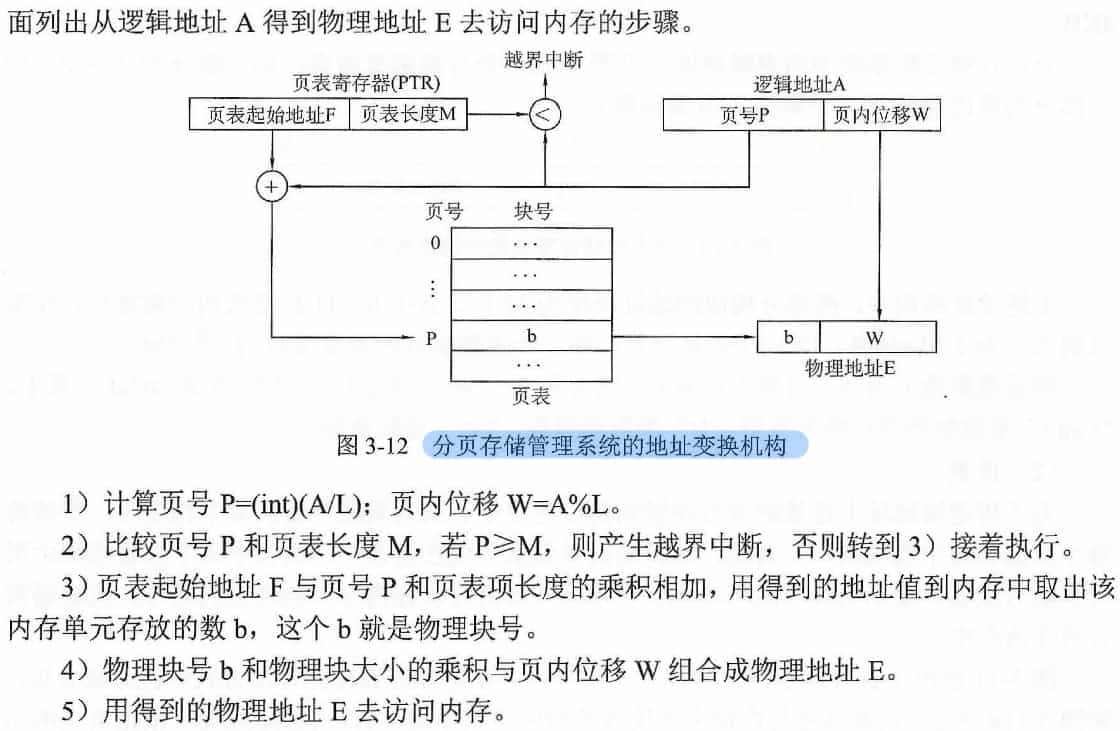 面列出从逻辑地址 A 得到物理地址 E 去访问内存的步骤。
越界中断
页表寄存器(PTR)
逻辑地址A
页表起始地址F 页表长度M < 页号P 页内位移W
+
页号 块号
0 ···
⋮ ···
···
P b b W
··· 物理地址E
页表
图 3-12 分页存储管理系统的地址变换机构
1）计算页号 P=(int)(A/L)；页内位移 W=A%L。
2）比较页号 P 和页表长度 M，若 P≥M，则产生越界中断，否则转到 3）接着执行。
3）页表起始地址 F 与页号 P 和页表项长度的乘积相加，用得到的地址值到内存中取出该
内存单元存放的数 b，这个 b 就是物理块号。
4）物理块号 b 和物理块大小的乘积与页内位移 W 组合成物理地址 E。
5）用得到的物理地址 E 去访问内存。